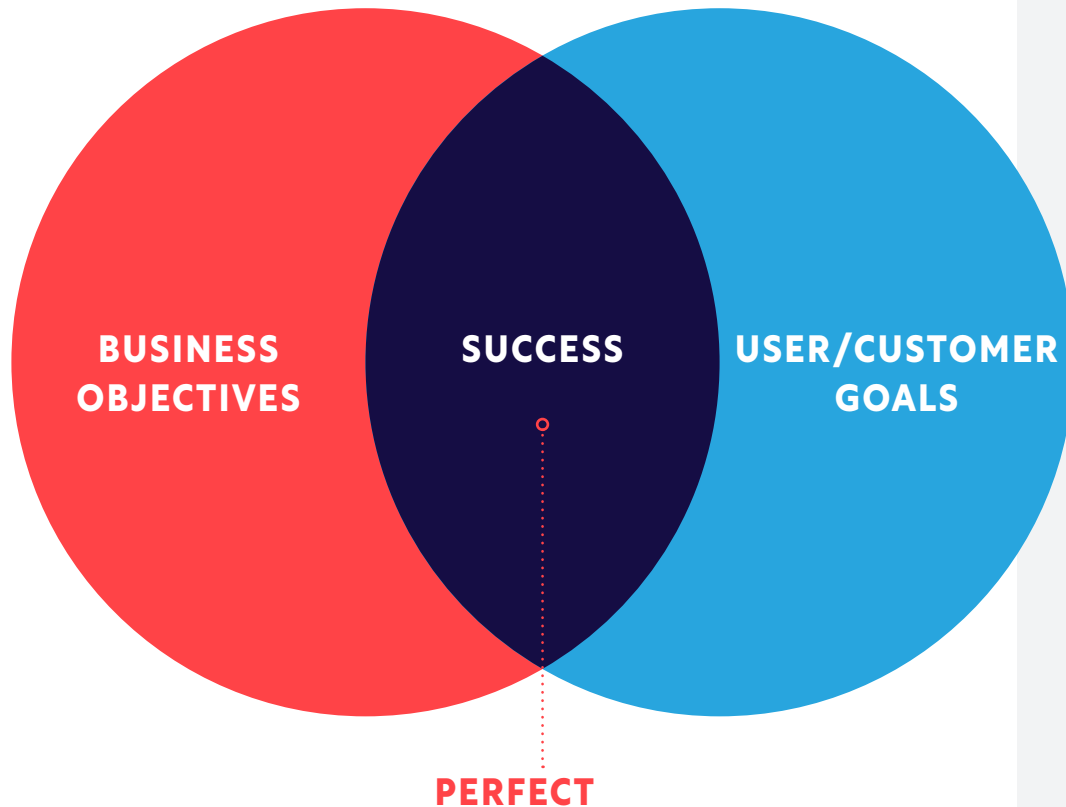 BUSINESS
OBJECTIVES
SUCCESS
USER/CUSTOMER
GOALS
PERFECT